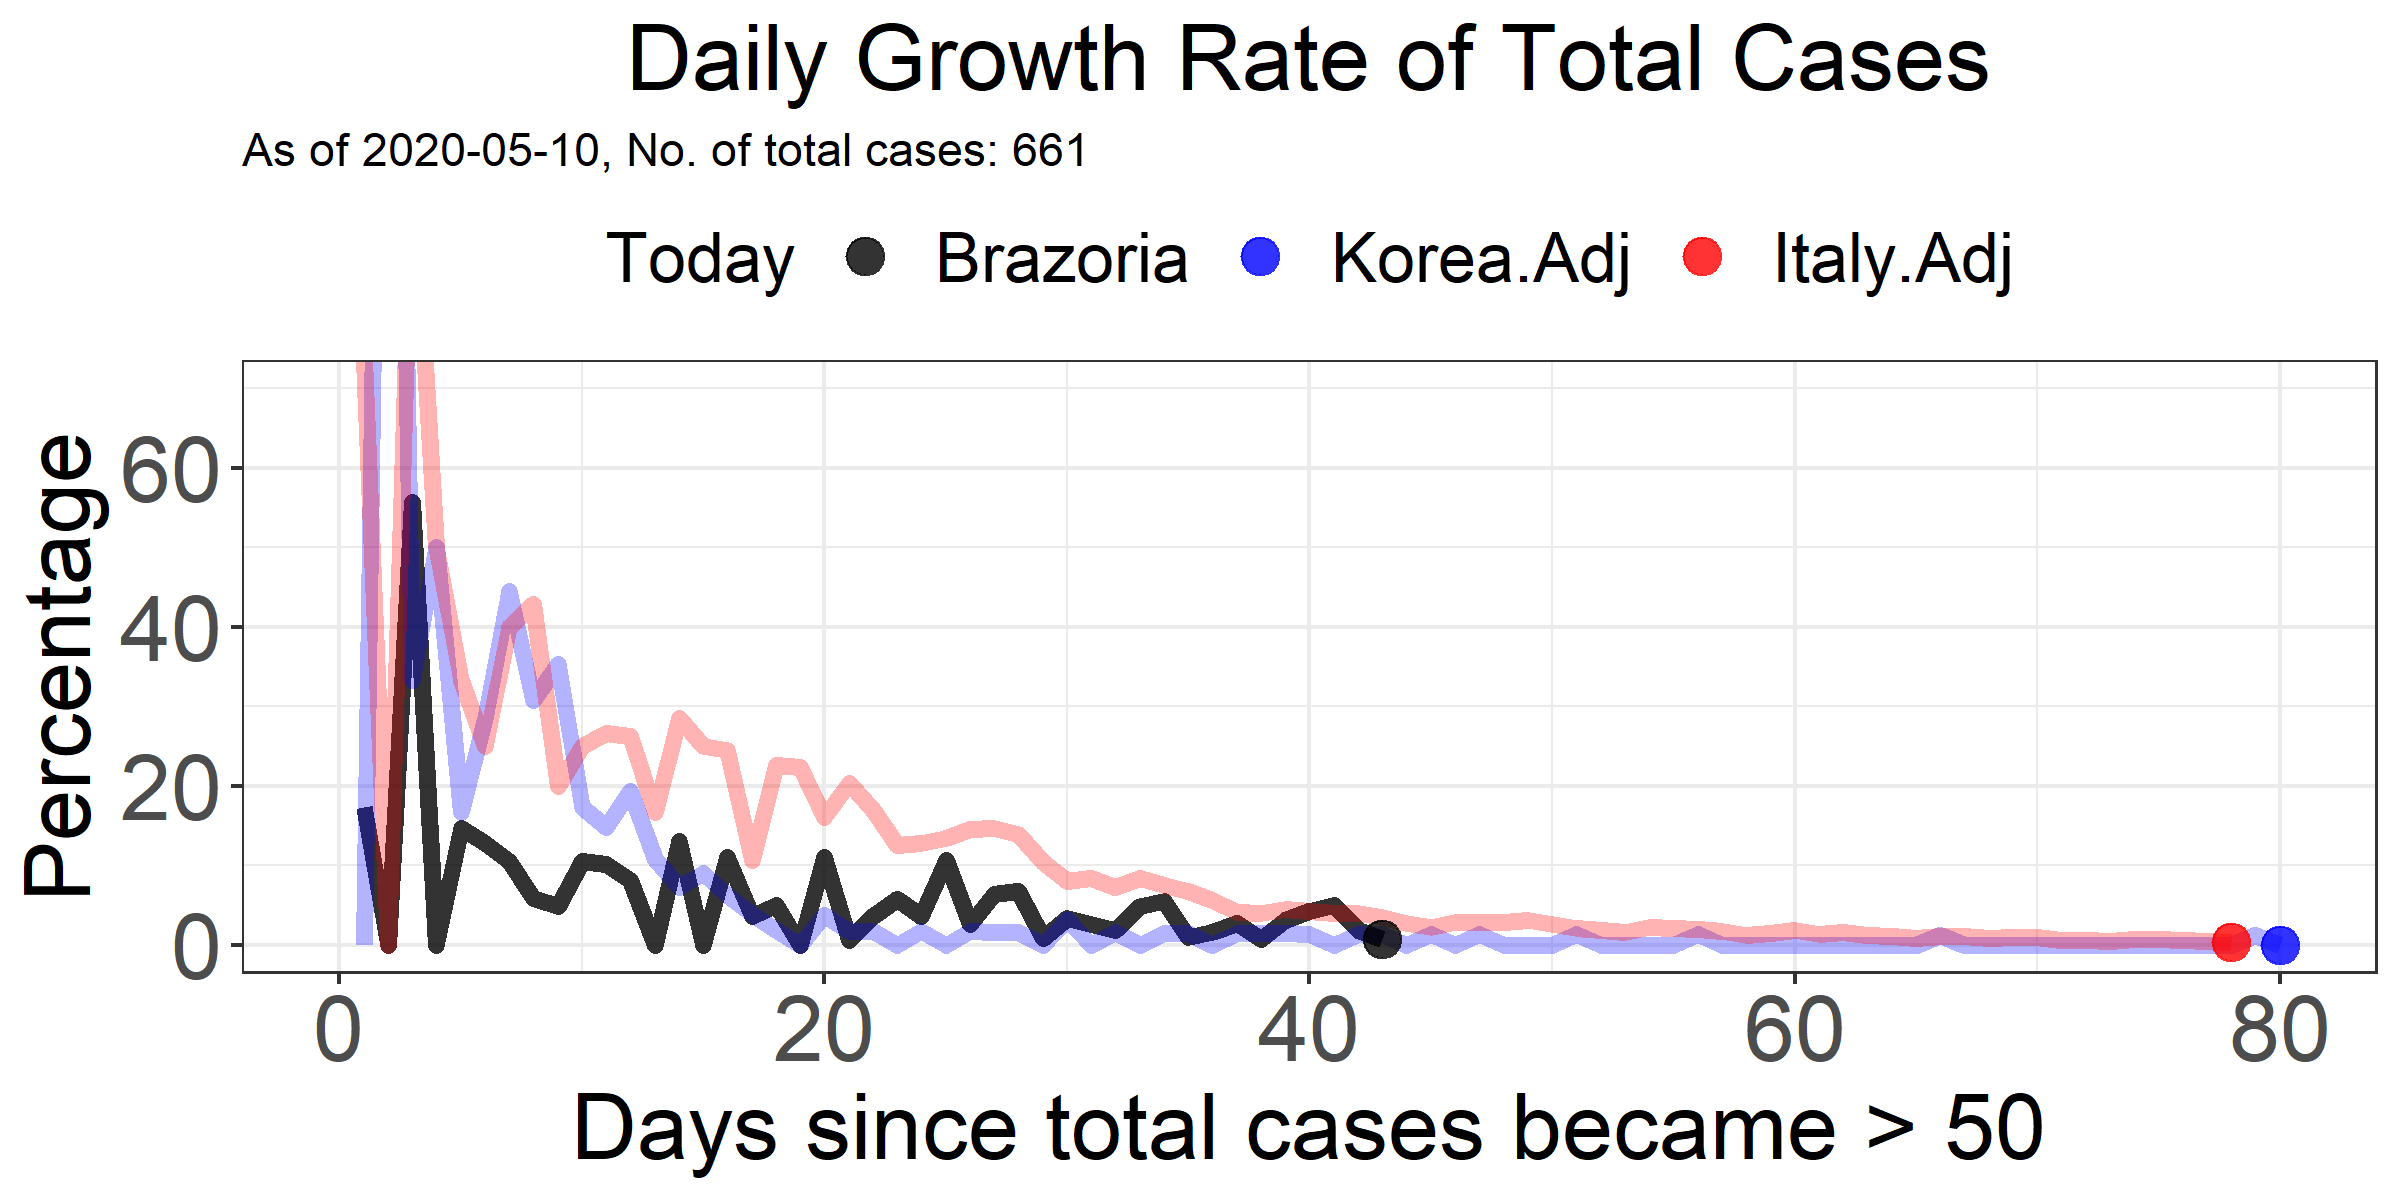 Daily Growth Rate of Total Cases
As of 2020-05-10, No. of total cases: 661
Today Brazoria Korea.Adj Italy.Adj
Percentage
60
40
20
0
0 20 40 60 80
Days since total cases became > 50